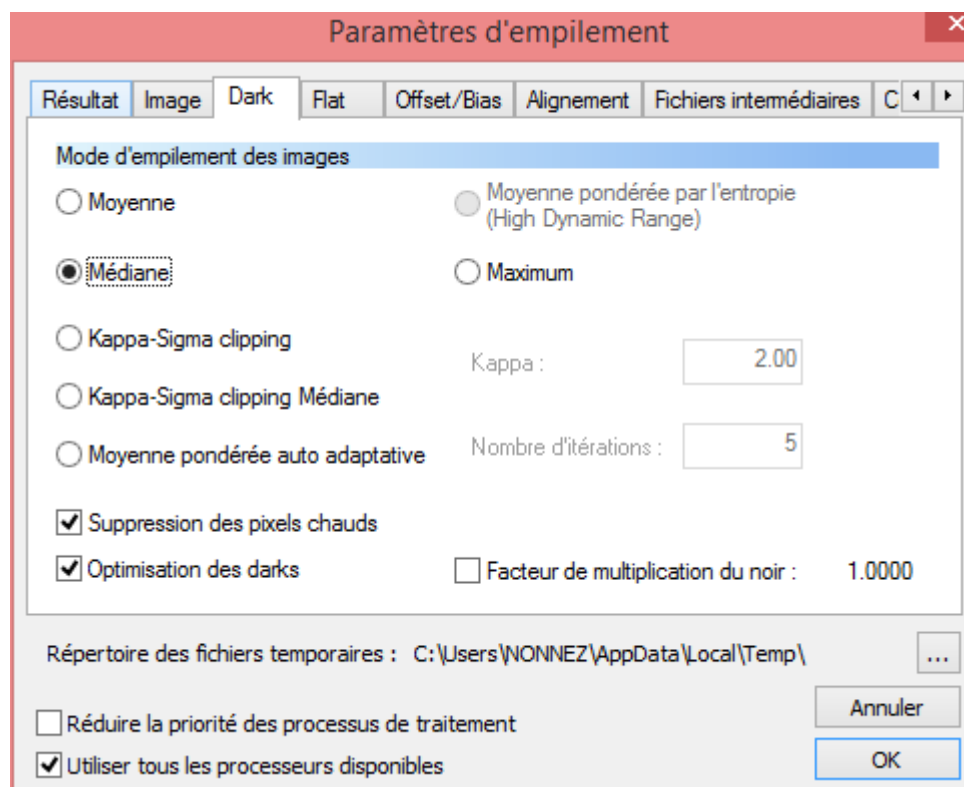 Paramètres d'empilement
Résultat Image Dark Flat Offset/Bias Alignement Fichiers intermédiaires C
Mode d'empilement des images
Moyenne
Moyenne pondérée par l'entropie
(High Dynamic Range)
Médiane
Maximum
Kappa-Sigma clipping
Kappa : 2.00
Kappa-Sigma clipping Médiane
Moyenne pondérée auto adaptative
Nombre d'itérations : 5
Suppression des pixels chauds
Optimisation des darks
Facteur de multiplication du noir : 1.0000
Répertoire des fichiers temporaires : C:\Users\NONNEZ\AppData\Local\Temp\
...
Réduire la priorité des processus de traitement
Annuler
Utiliser tous les processeurs disponibles
OK